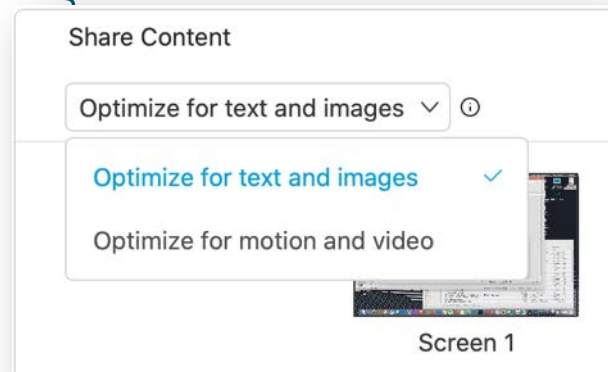 Share Content
Optimize for text and images
Optimize for text and images
Optimize for motion and video
Screen 1